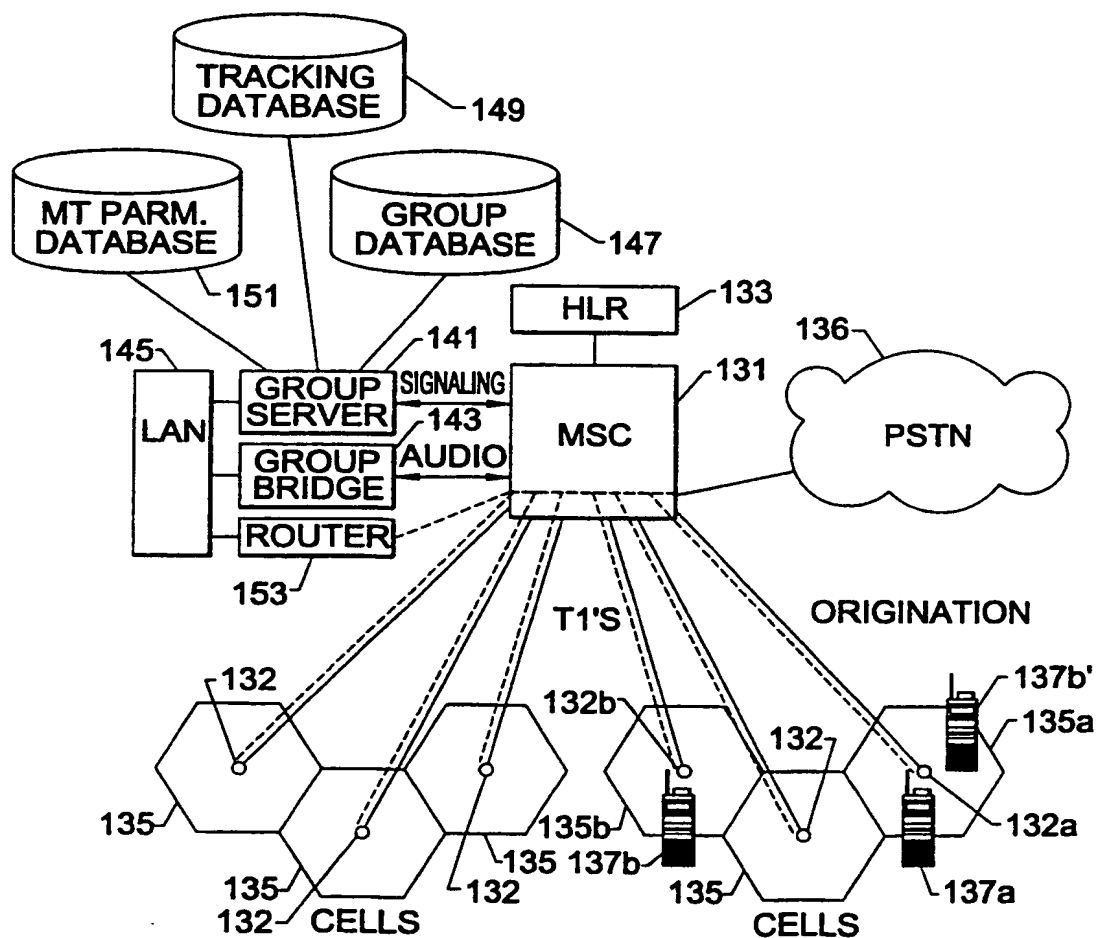 TRACKING
DATABASE
149
MT PARM.
DATABASE
GROUP
DATABASE
147
151
HLR
133
136
145
141
131
GROUP
SERVER
SIGNALING
143
LAN
MSC
PSTN
GROUP
BRIDGE
AUDIO
ROUTER
153
T1'S
ORIGINATION
132
132b
132
137b'
135a
135
135b
135
132a
137b
135
132
135
137a
132
CELLS
CELLS